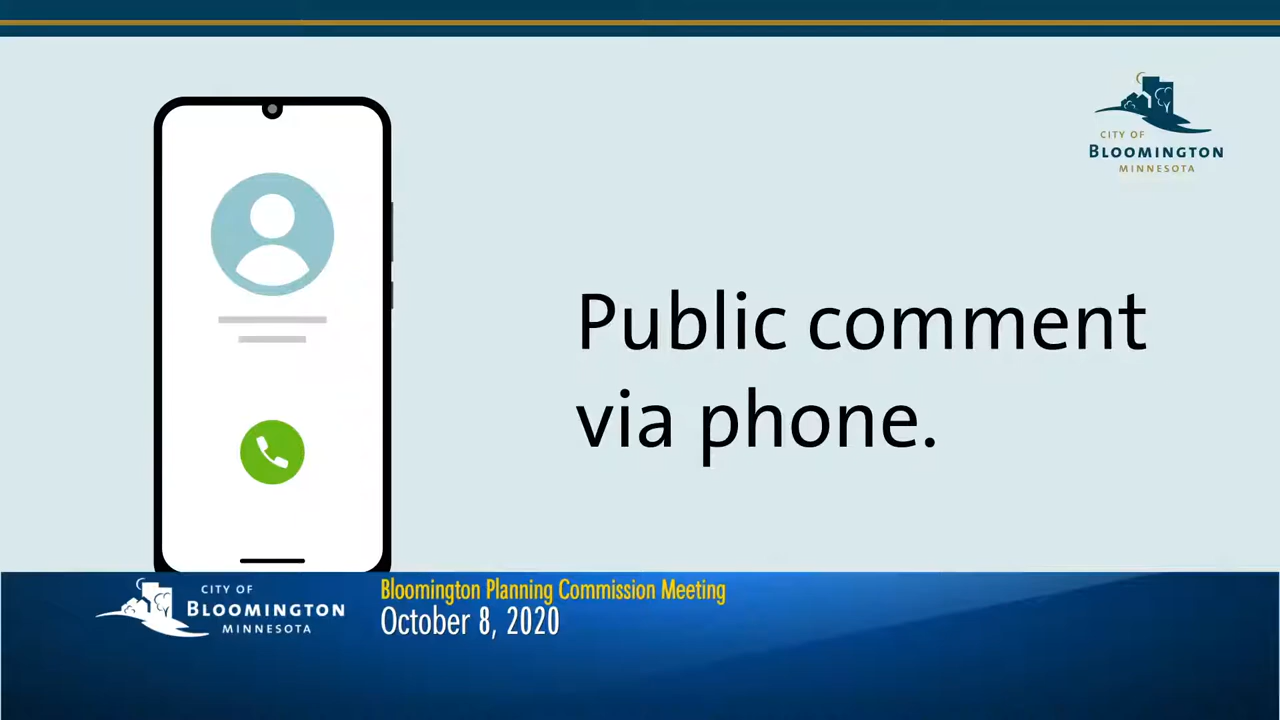 CITY OF
BLOOMINGTON
MINNESOTA
Public comment
via phone.
CITY OF
BLOOMINGTON
MINNESOTA
Bloomington Planning Commission Meeting
October 8, 2020